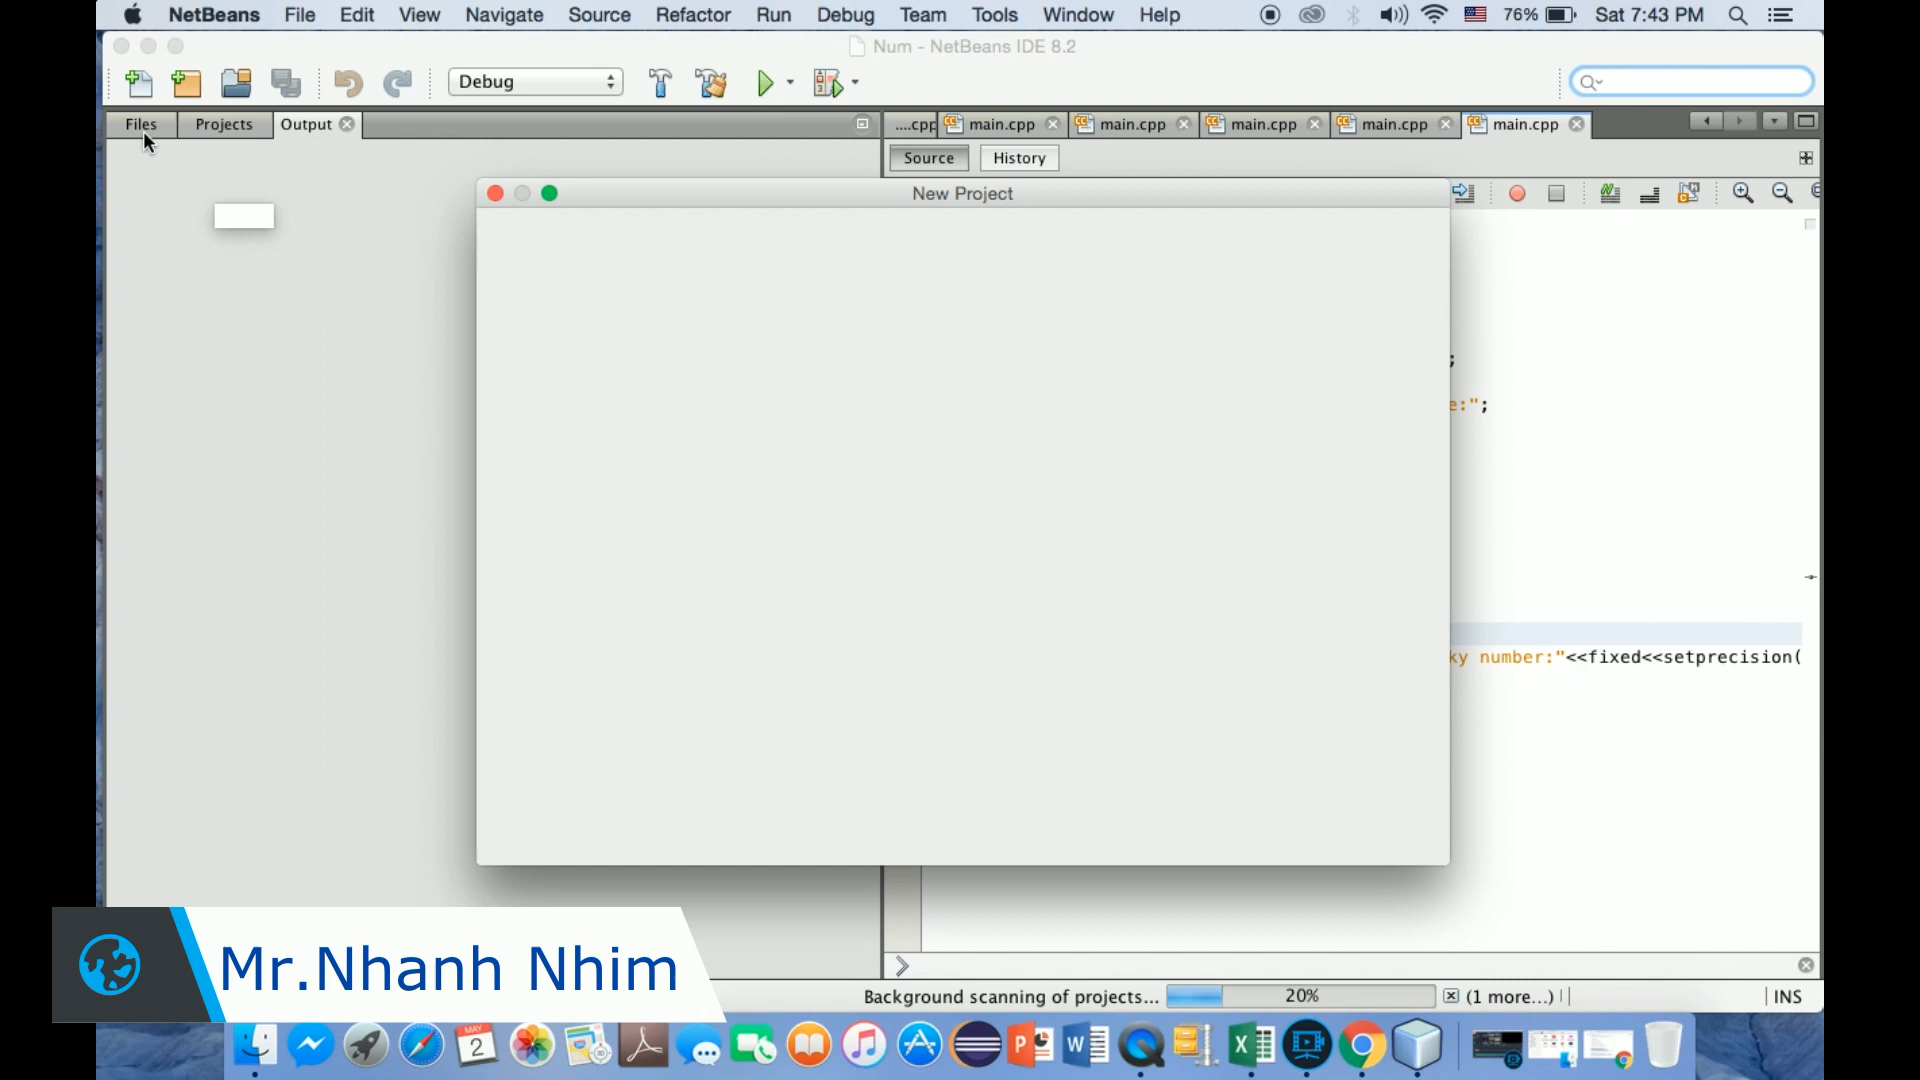 NetBeans File Edit View Navigate Source Refactor Run Debug Team Tools Window Help 76% Sat 7:43 PM
Num - NetBeans IDE 8.2
Debug
Files Projects Output
....cpp main.cpp main.cpp main.cpp main.cpp main.cpp
Source History
New Project
;
e:";
ky number:"<<fixed<<setprecision(
Mr.Nhanh Nhim
Background scanning of projects... 20% (1 more...) INS
MAY
2